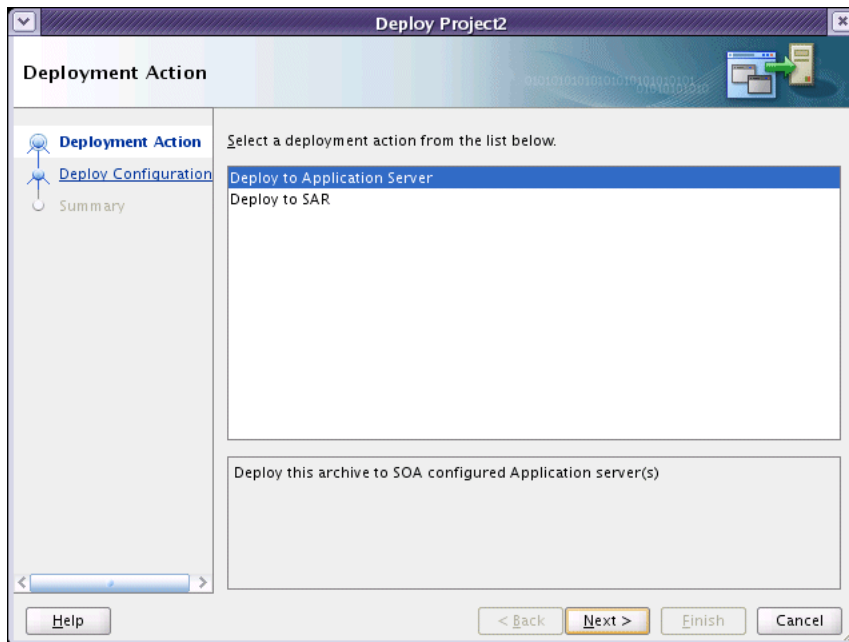 Deploy Project2
Deployment Action
Deployment Action
Deploy Configuration
Summary
Select a deployment action from the list below.
Deploy to Application Server
Deploy to SAR
Deploy this archive to SOA configured Application server(s)
Help
< Back
Next >
Finish
Cancel